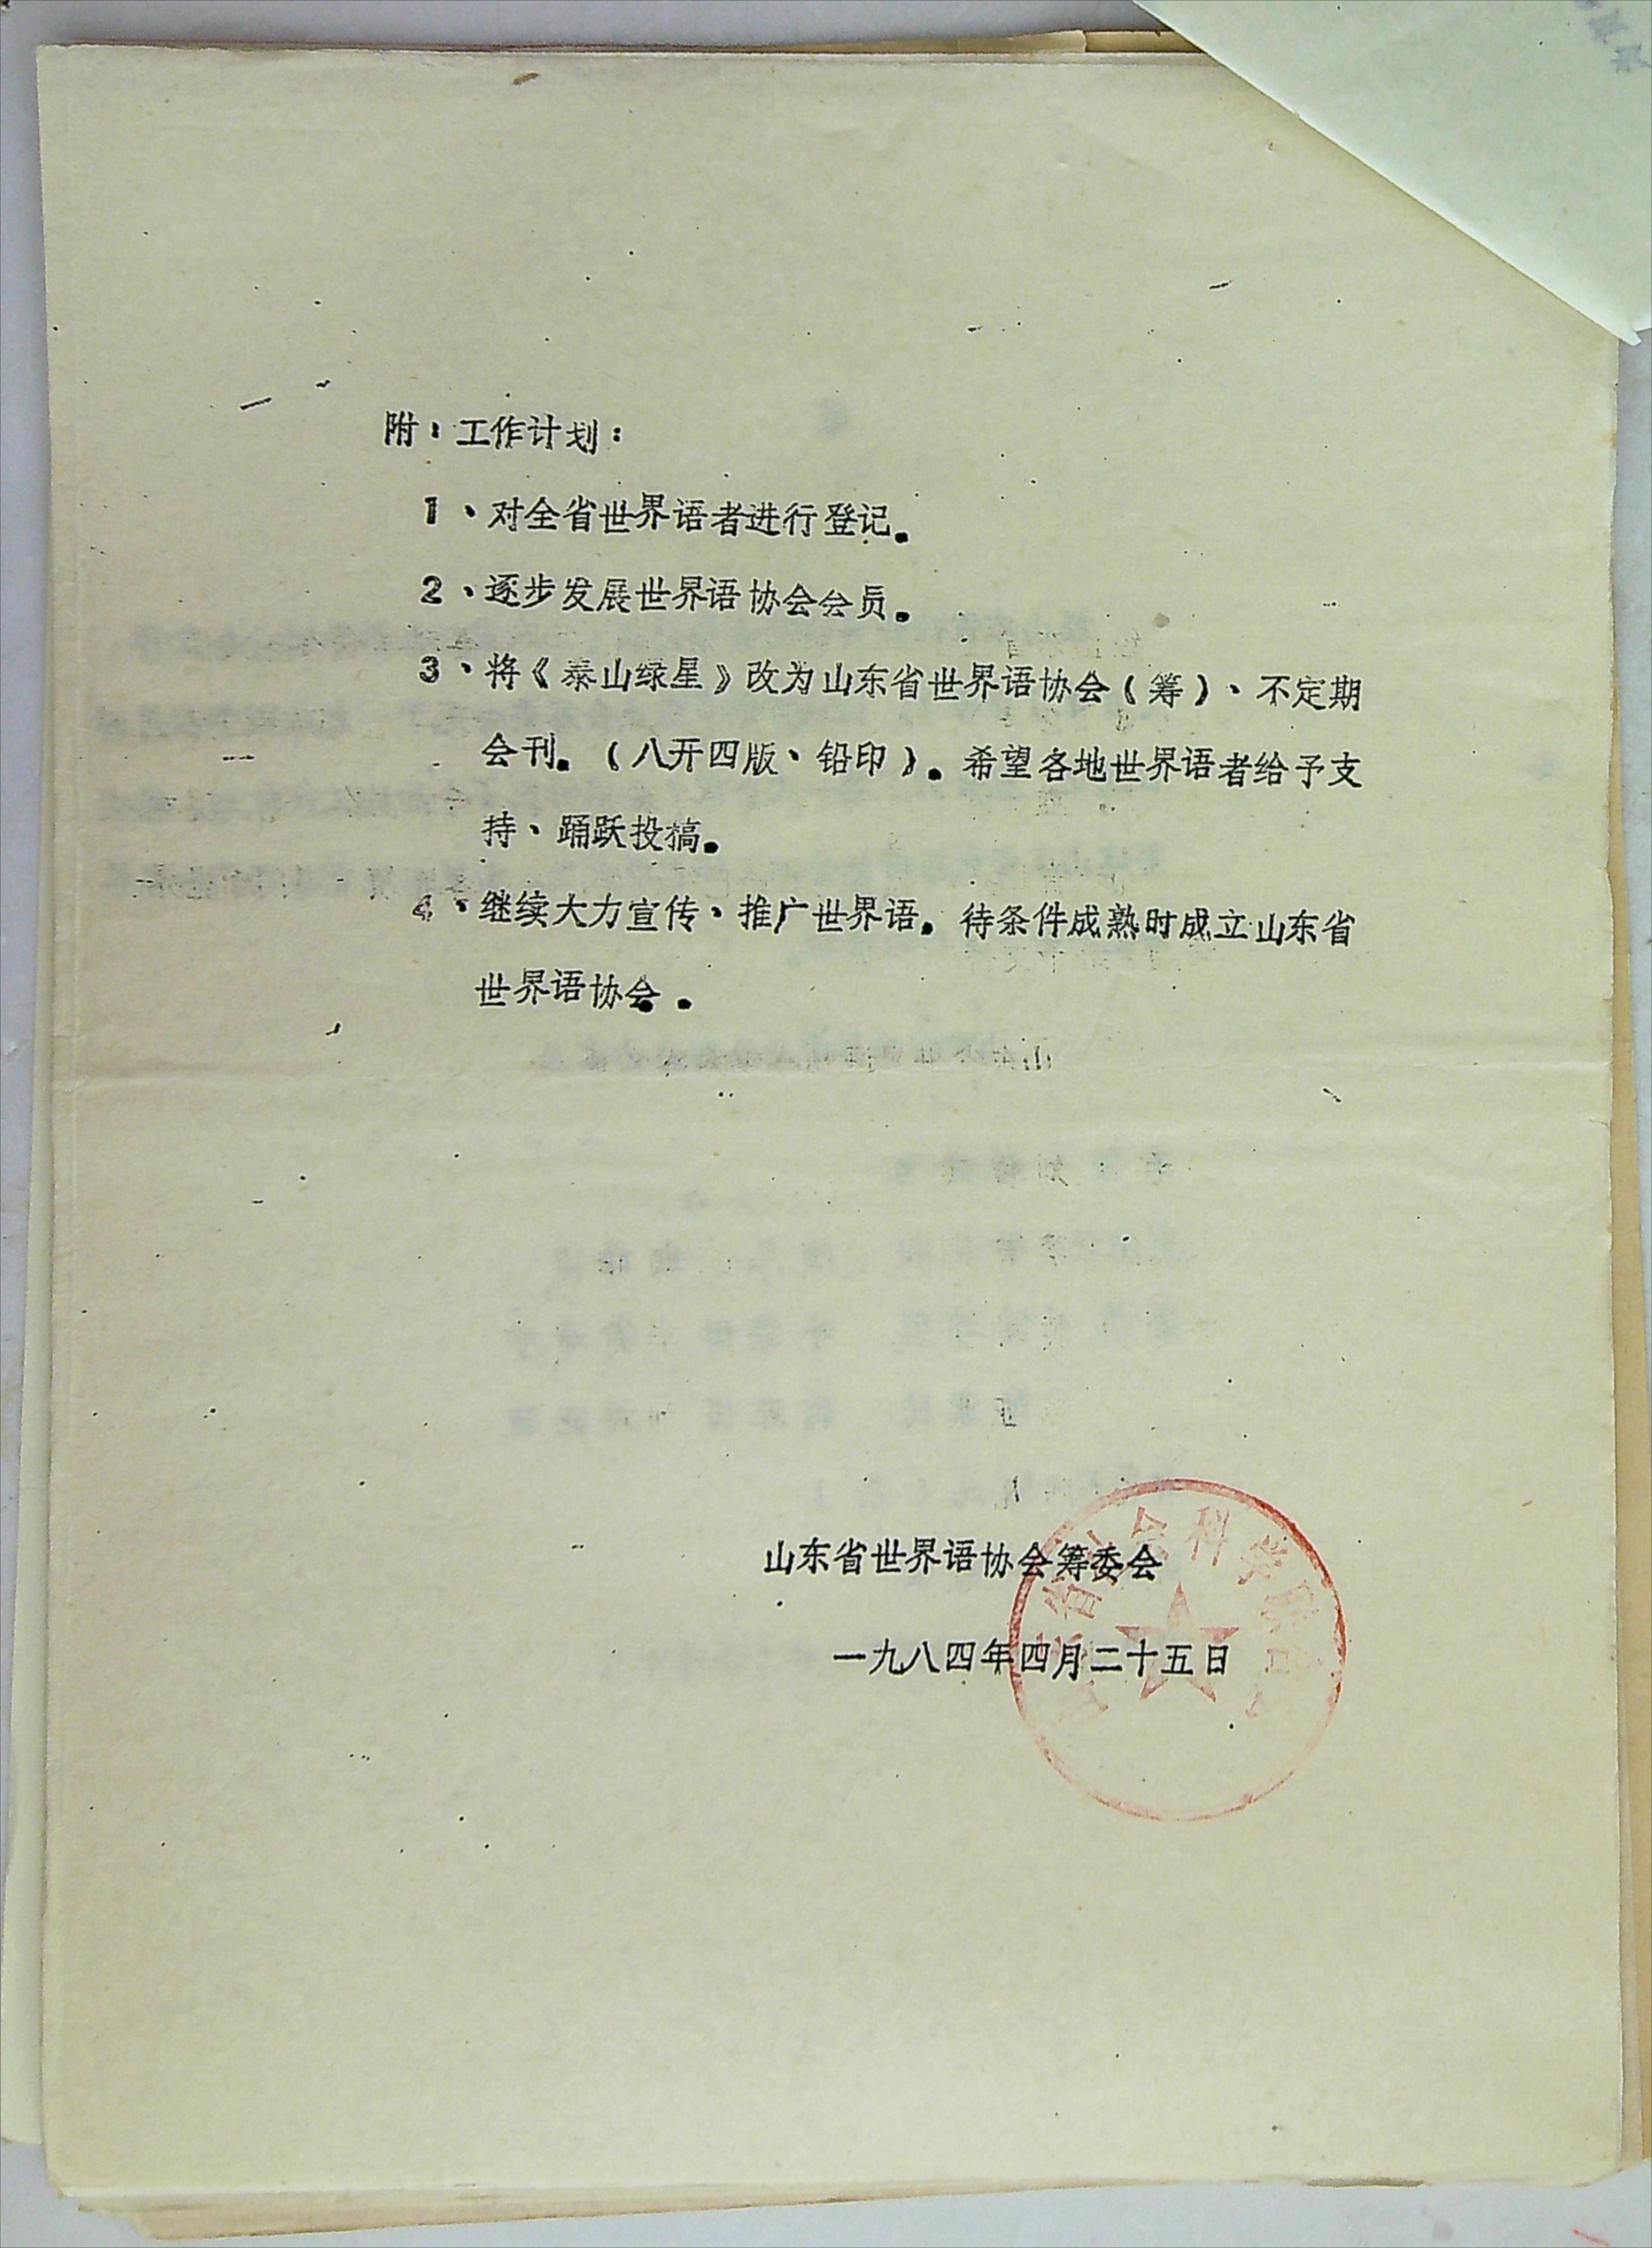 附：工作计划：
1、对全省世界语者进行登记。
2、逐步发展世界语协会会员。
3、将《泰山绿星》改为山东省世界语协会(筹)、不定期
会刊。(八开四版、铅印)。希望各地世界语者给予支
持、踊跃投搞。
4、继续大力宣传、推广世界语。待条件成熟时成立山东省
世界语协会。
山东省世界语协会筹委会
一九八四年四月二十五日
省社会科学